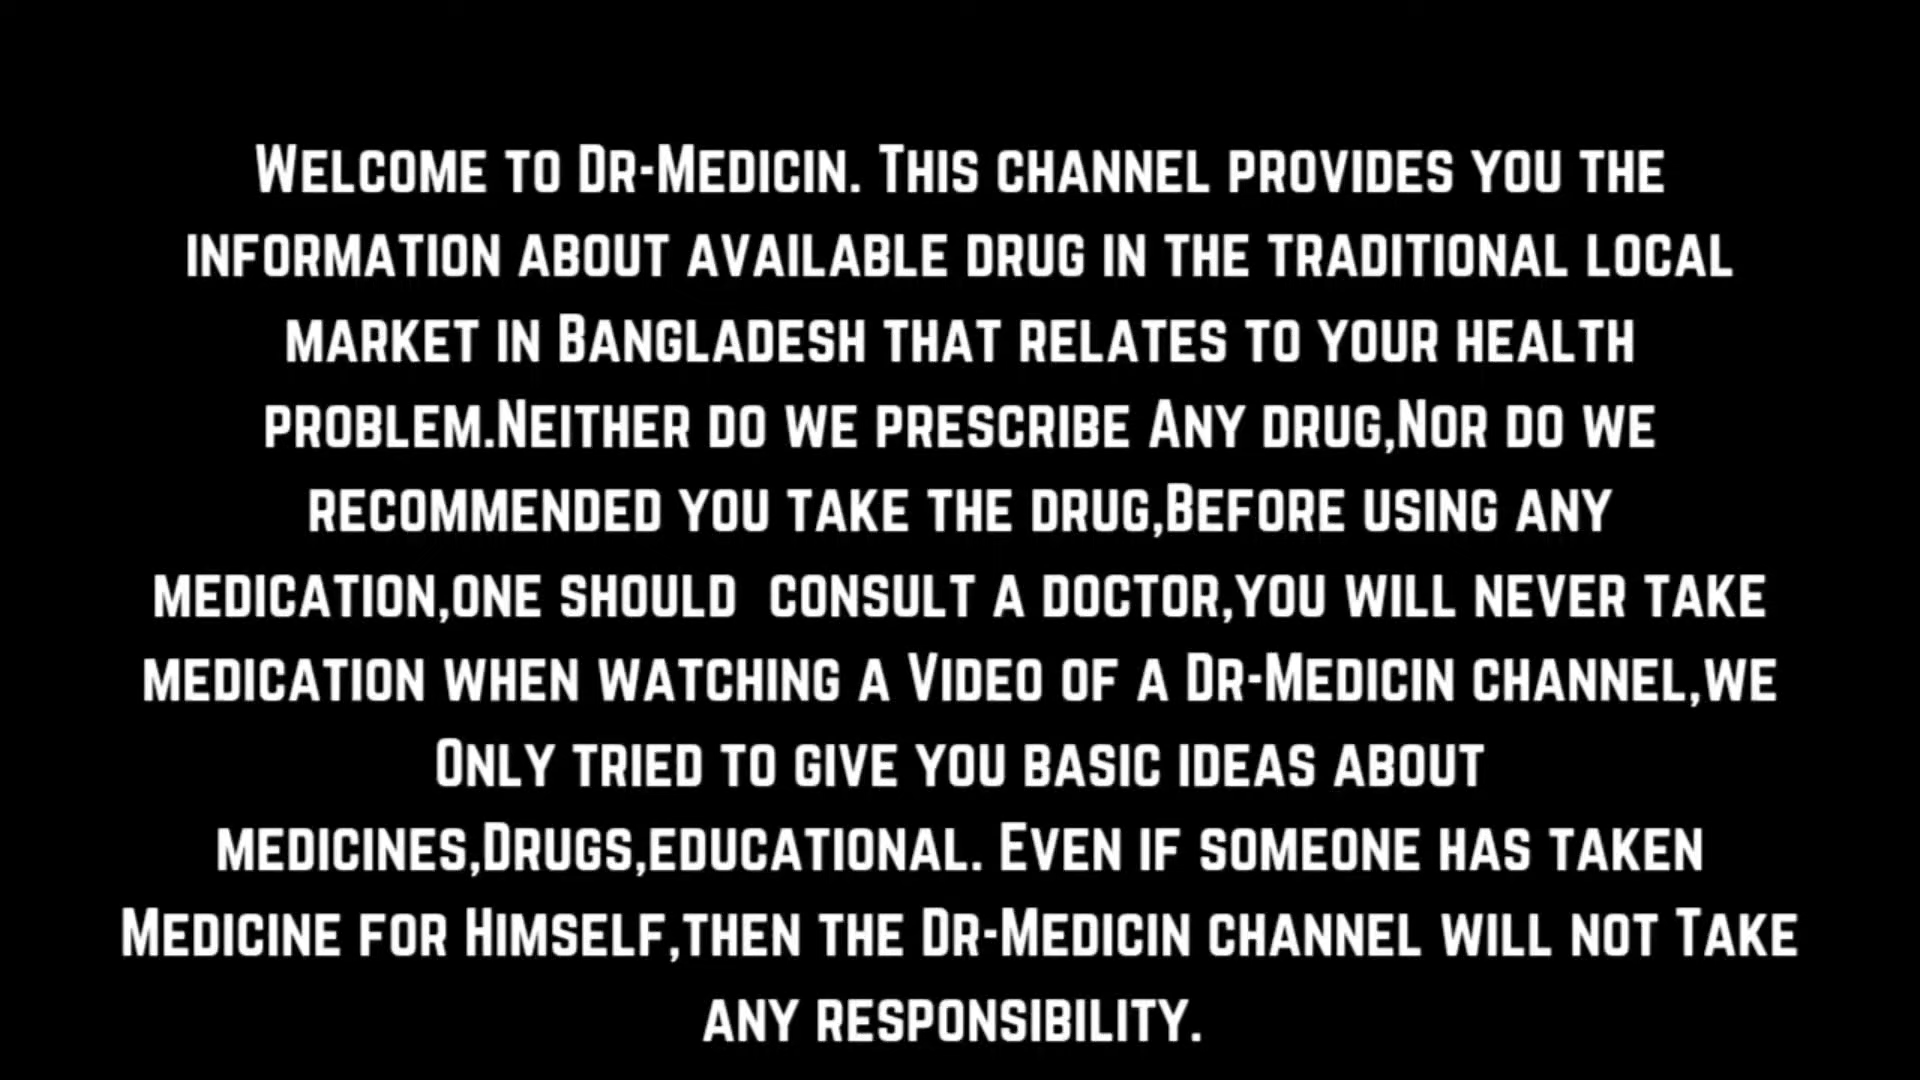 Welcome to Dr-Medicin. This channel provides you the
information about available drug in the traditional local
market in Bangladesh that relates to your health
problem.Neither do we prescribe Any drug,Nor do we
recommended you take the drug,Before using any
medication,one should  consult a doctor,you will never take
medication when watching a Video of a Dr-Medicin channel,we
Only tried to give you basic ideas about
medicines,Drugs,educational. Even if someone has taken
Medicine for Himself,then the Dr-Medicin channel will not Take
any responsibility.